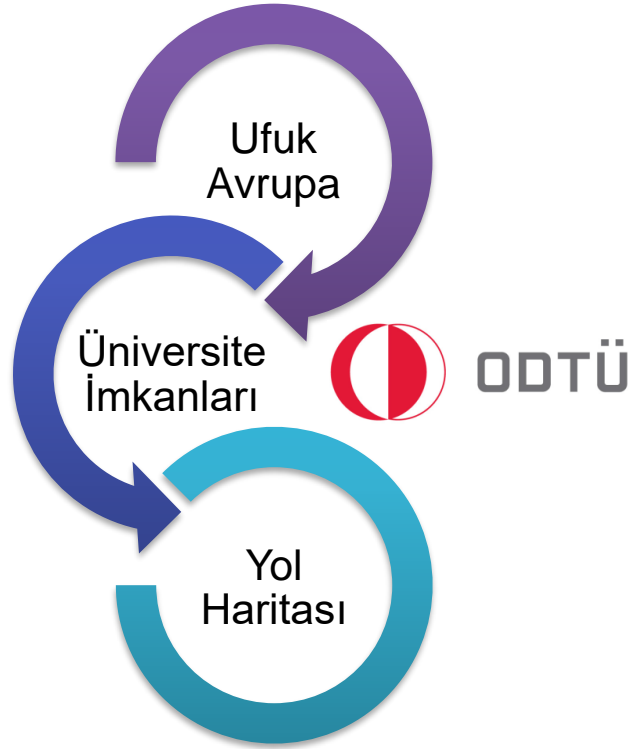 Ufuk
Avrupa
Üniversite
İmkanları
ODTÜ
Yol
Haritası